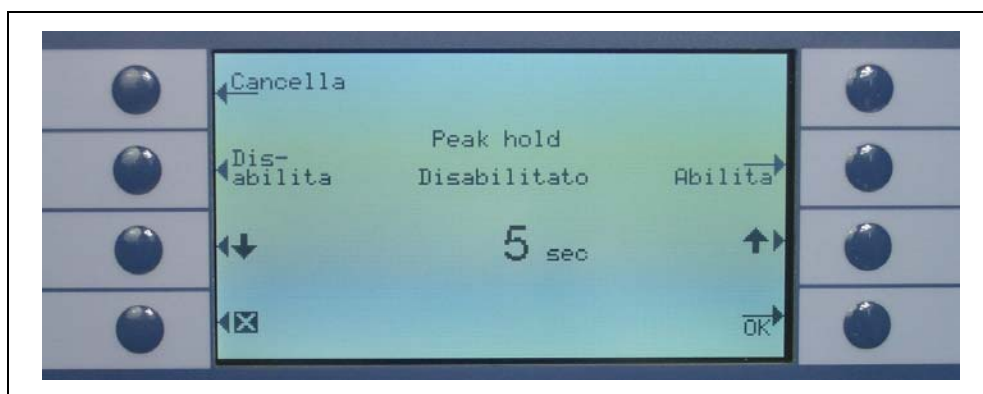 Cancella
Peak hold
Dis-
abilita
Disabilitato
Abilita
5 sec
OK